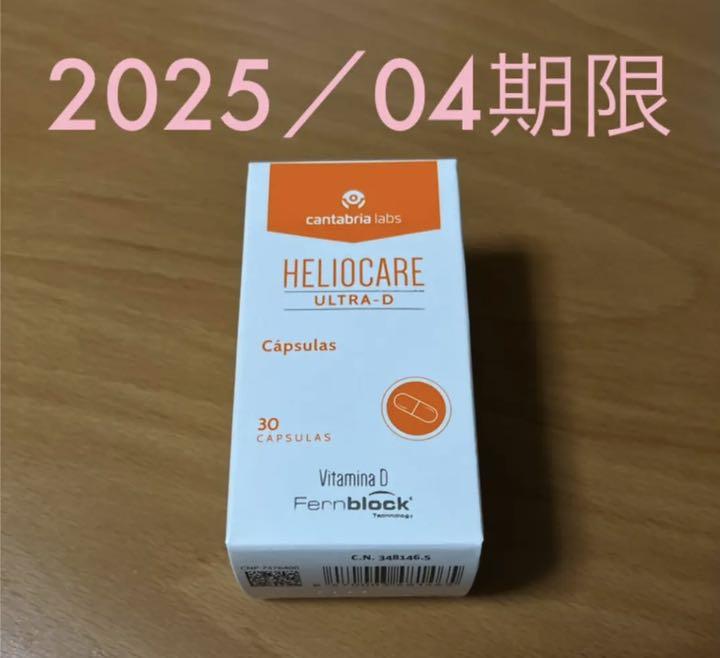 2025／04期限
cantabria labs
HELIOCARE
ULTRA-D
Cápsulas
30
CÁPSULAS
Vitamina D
Fernblock
Technology
C.N. 348146.5